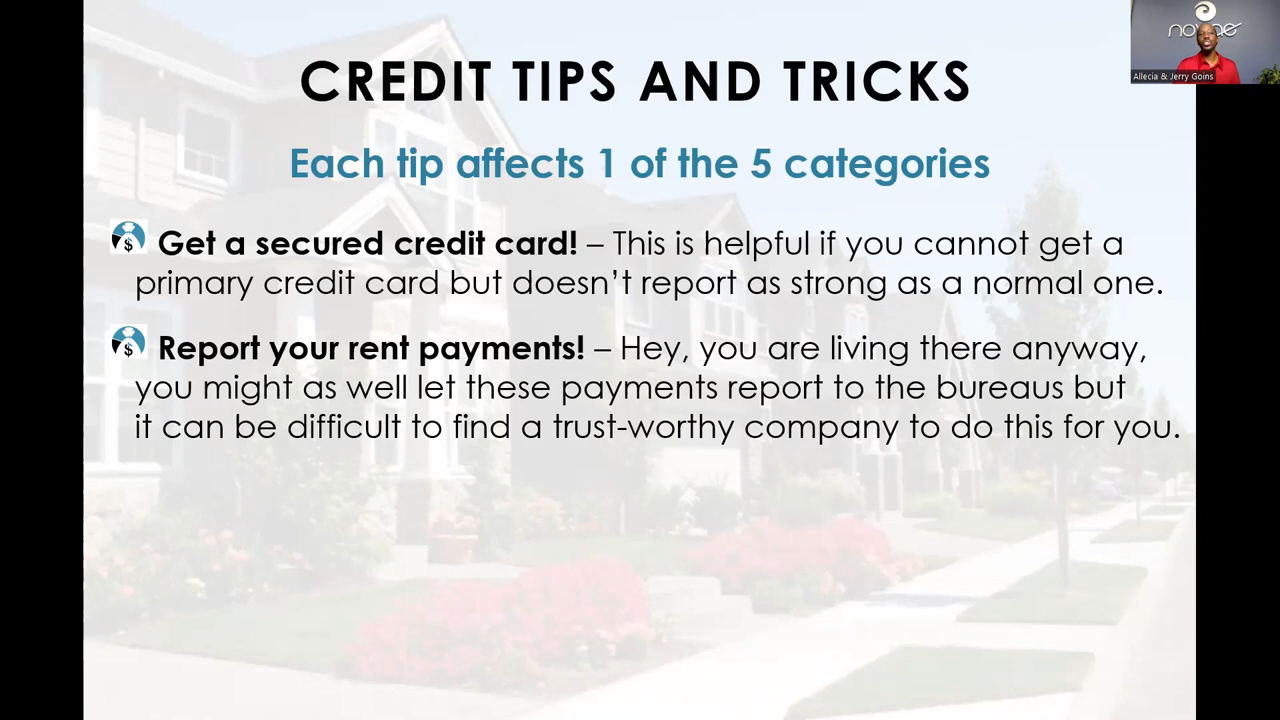 novae
Allecia & Jerry Goins
CREDIT TIPS AND TRICKS
Each tip affects 1 of the 5 categories
$ Get a secured credit card! – This is helpful if you cannot get a
primary credit card but doesn’t report as strong as a normal one.
$ Report your rent payments! – Hey, you are living there anyway,
you might as well let these payments report to the bureaus but
it can be difficult to find a trust-worthy company to do this for you.